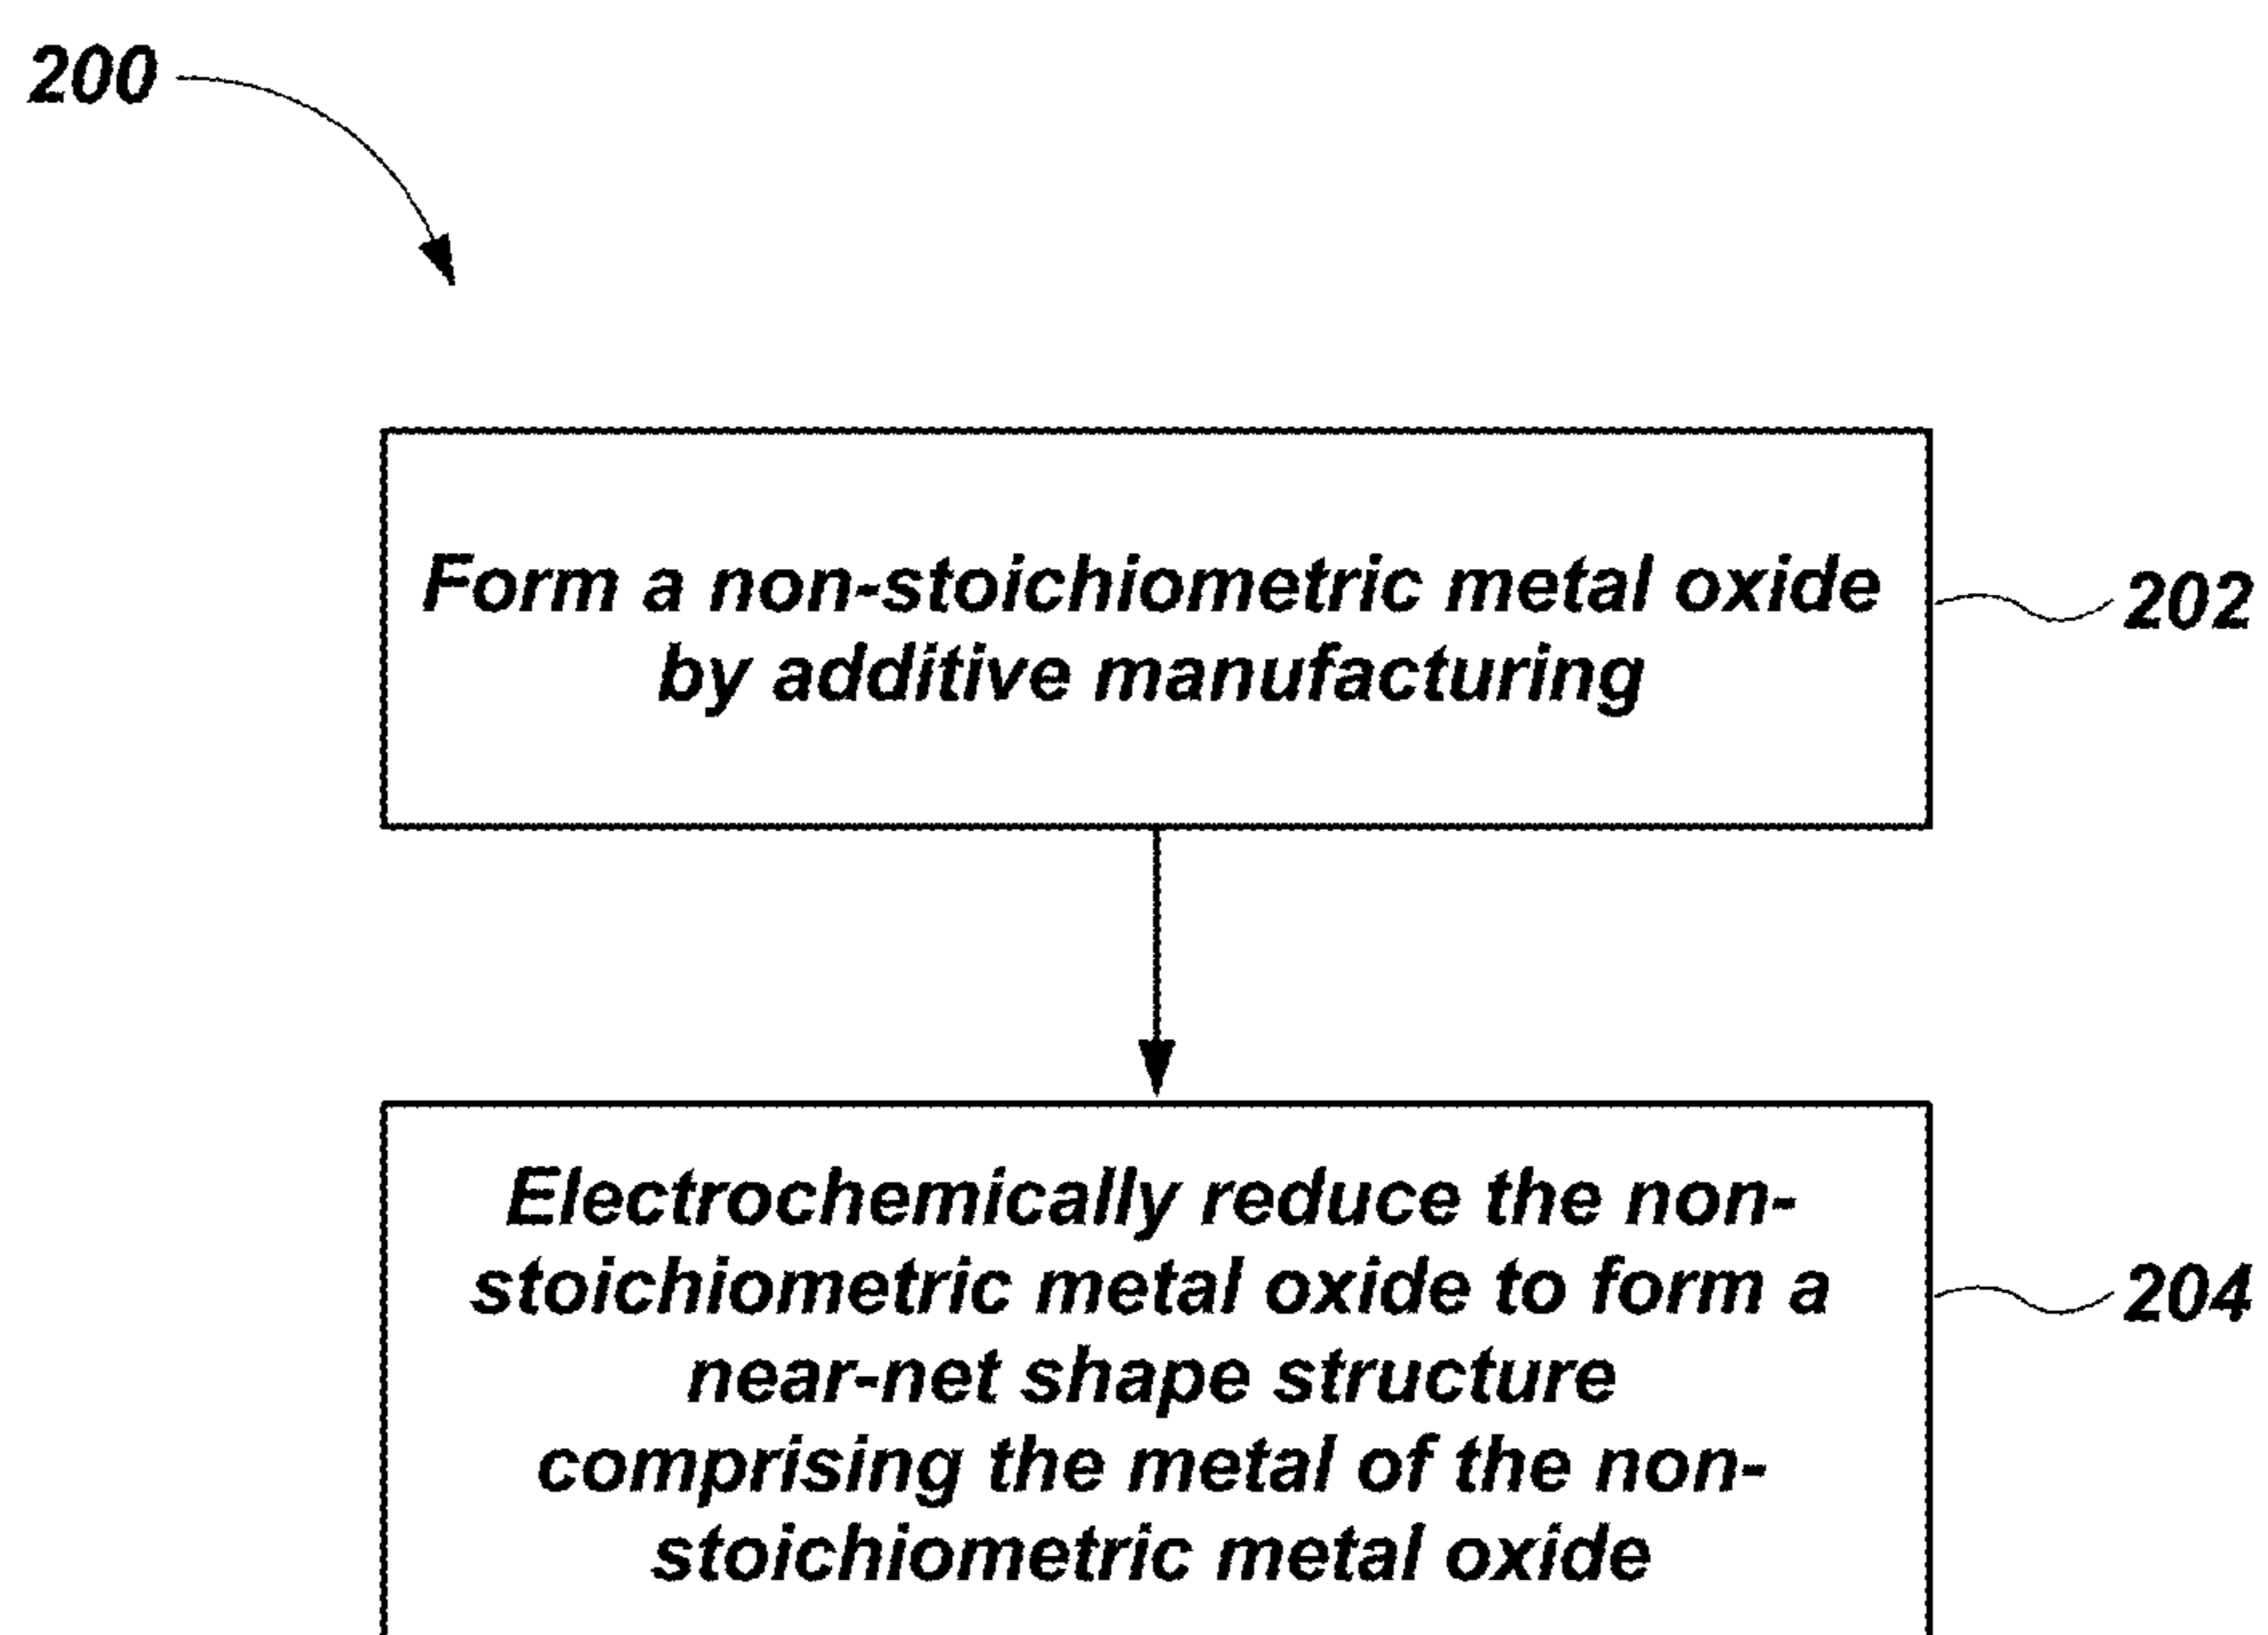 200
Form a non-stoichiometric metal oxide
by additive manufacturing
202
Electrochemically reduce the non-
stoichiometric metal oxide to form a
near-net shape structure
comprising the metal of the non-
stoichiometric metal oxide
204